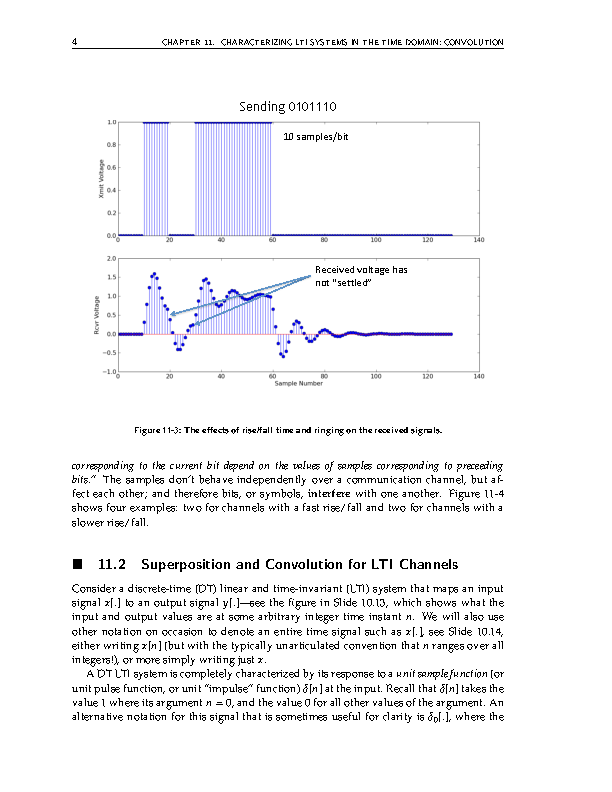 4 CHAPTER 11. CHARACTERIZING LTI SYSTEMS IN THE TIME DOMAIN: CONVOLUTION
Sending 0101110
10 samples/bit
Xmit Voltage
1.0
0.8
0.6
0.4
0.2
0.0
0 20 40 60 80 100 120 140
Received voltage has
not "settled"
Rcvr Voltage
2.0
1.5
1.0
0.5
0.0
−0.5
−1.0
0 20 40 60 80 100 120 140
Sample Number
Figure 11-3: The effects of rise/fall time and ringing on the received signals.
corresponding to the current bit depend on the values of samples corresponding to preceeding
bits." The samples don't behave independently over a communication channel, but af-
fect each other; and therefore bits, or symbols, interfere with one another. Figure 11-4
shows four examples: two for channels with a fast rise/fall and two for channels with a
slower rise/fall.
■ 11.2 Superposition and Convolution for LTI Channels
Consider a discrete-time (DT) linear and time-invariant (LTI) system that maps an input
signal x[.] to an output signal y[.]—see the figure in Slide 10.13, which shows what the
input and output values are at some arbitrary integer time instant n. We will also use
other notation on occasion to denote an entire time signal such as x[.], see Slide 10.14,
either writing x[n] (but with the typically unarticulated convention that n ranges over all
integers!), or more simply writing just x.
A DT LTI system is completely characterized by its response to a unit sample function (or
unit pulse function, or unit "impulse" function) δ[n] at the input. Recall that δ[n] takes the
value 1 where its argument n = 0, and the value 0 for all other values of the argument. An
alternative notation for this signal that is sometimes useful for clarity is δ₀[.], where the